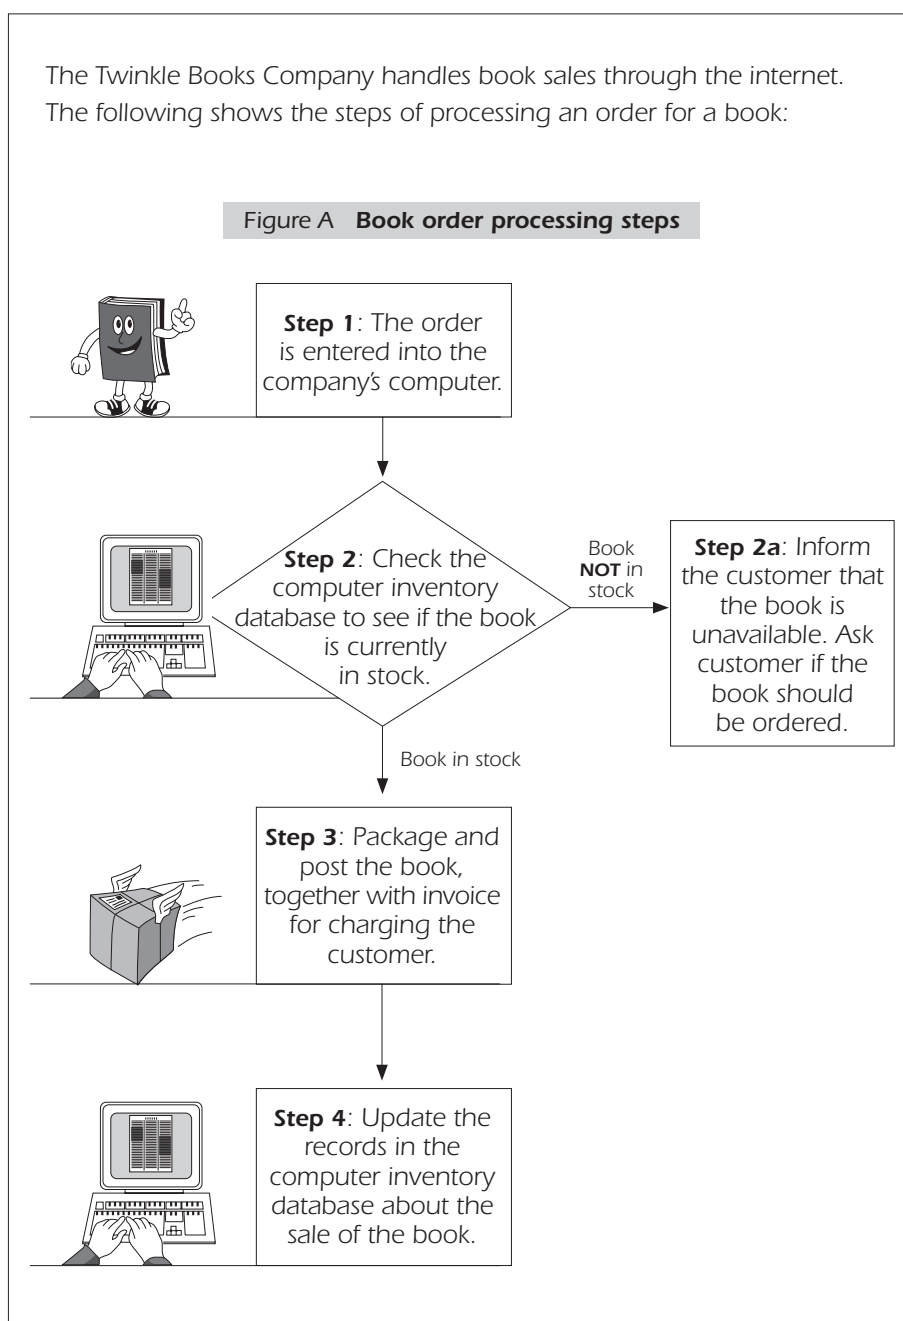 The Twinkle Books Company handles book sales through the internet.
The following shows the steps of processing an order for a book:
Figure A Book order processing steps
Step 1: The order
is entered into the
company's computer.
Step 2: Check the
computer inventory
database to see if the book
is currently
in stock.
Book
NOT in
stock
Step 2a: Inform
the customer that
the book is
unavailable. Ask
customer if the
book should
be ordered.
Book in stock
Step 3: Package and
post the book,
together with invoice
for charging the
customer.
Step 4: Update the
records in the
computer inventory
database about the
sale of the book.